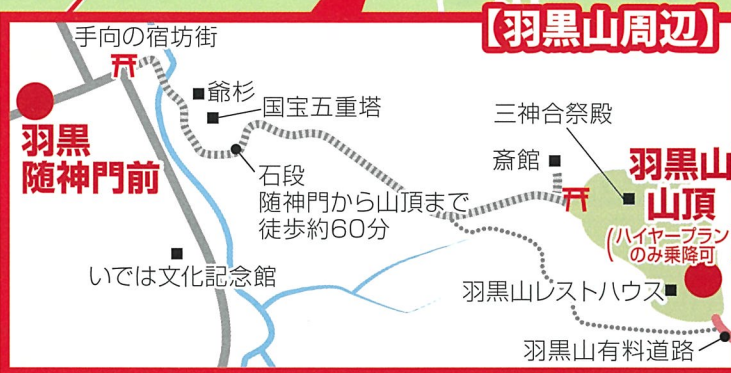 【羽黒山周辺】
手向の宿坊街
爺杉
国宝五重塔
三神合祭殿
斎館
羽黒
随神門前
石段
随神門から山頂まで
徒歩約60分
羽黒山
山頂
(ハイヤープラン
のみ乗降可
いでは文化記念館
羽黒山レストハウス
羽黒山有料道路